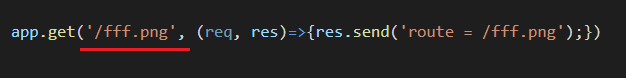 app.get('/fff.png', (req, res)=>{res.send('route = /fff.png');})